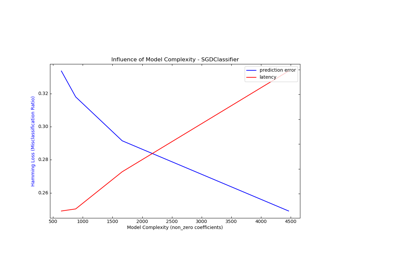 Influence of Model Complexity - SGDClassifier
prediction error
latency
Hamming Loss (Misclassification Ratio)
0.32
0.30
0.28
0.26
500 1000 1500 2000 2500 3000 3500 4000 4500
Model Complexity (non_zero coefficients)